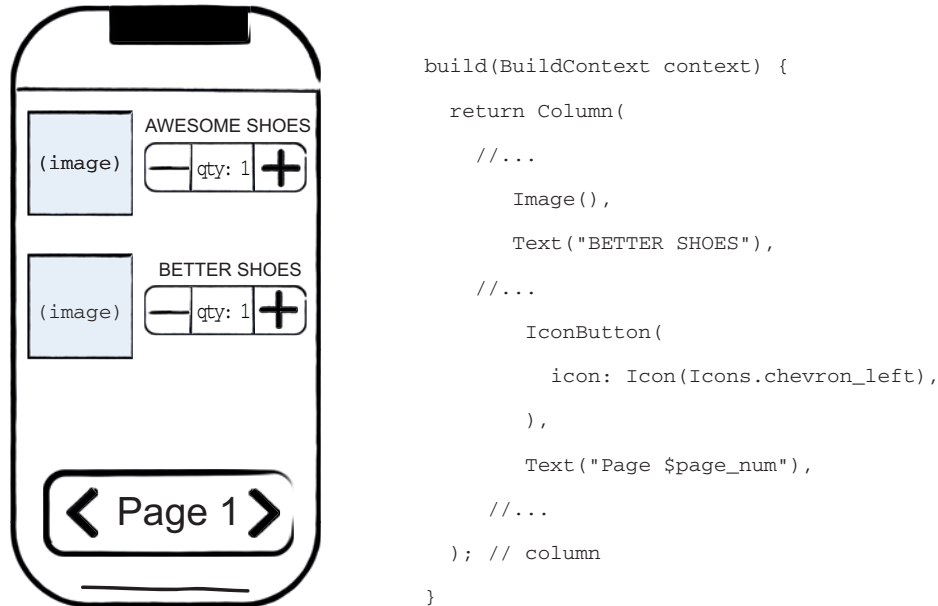 AWESOME SHOES
(image)
qty: 1
BETTER SHOES
(image)
qty: 1
Page 1
build(BuildContext context) {
return Column(
//...
Image(),
Text("BETTER SHOES"),
//...
IconButton(
icon: Icon(Icons.chevron_left),
),
Text("Page $page_num"),
//...
); // column
}